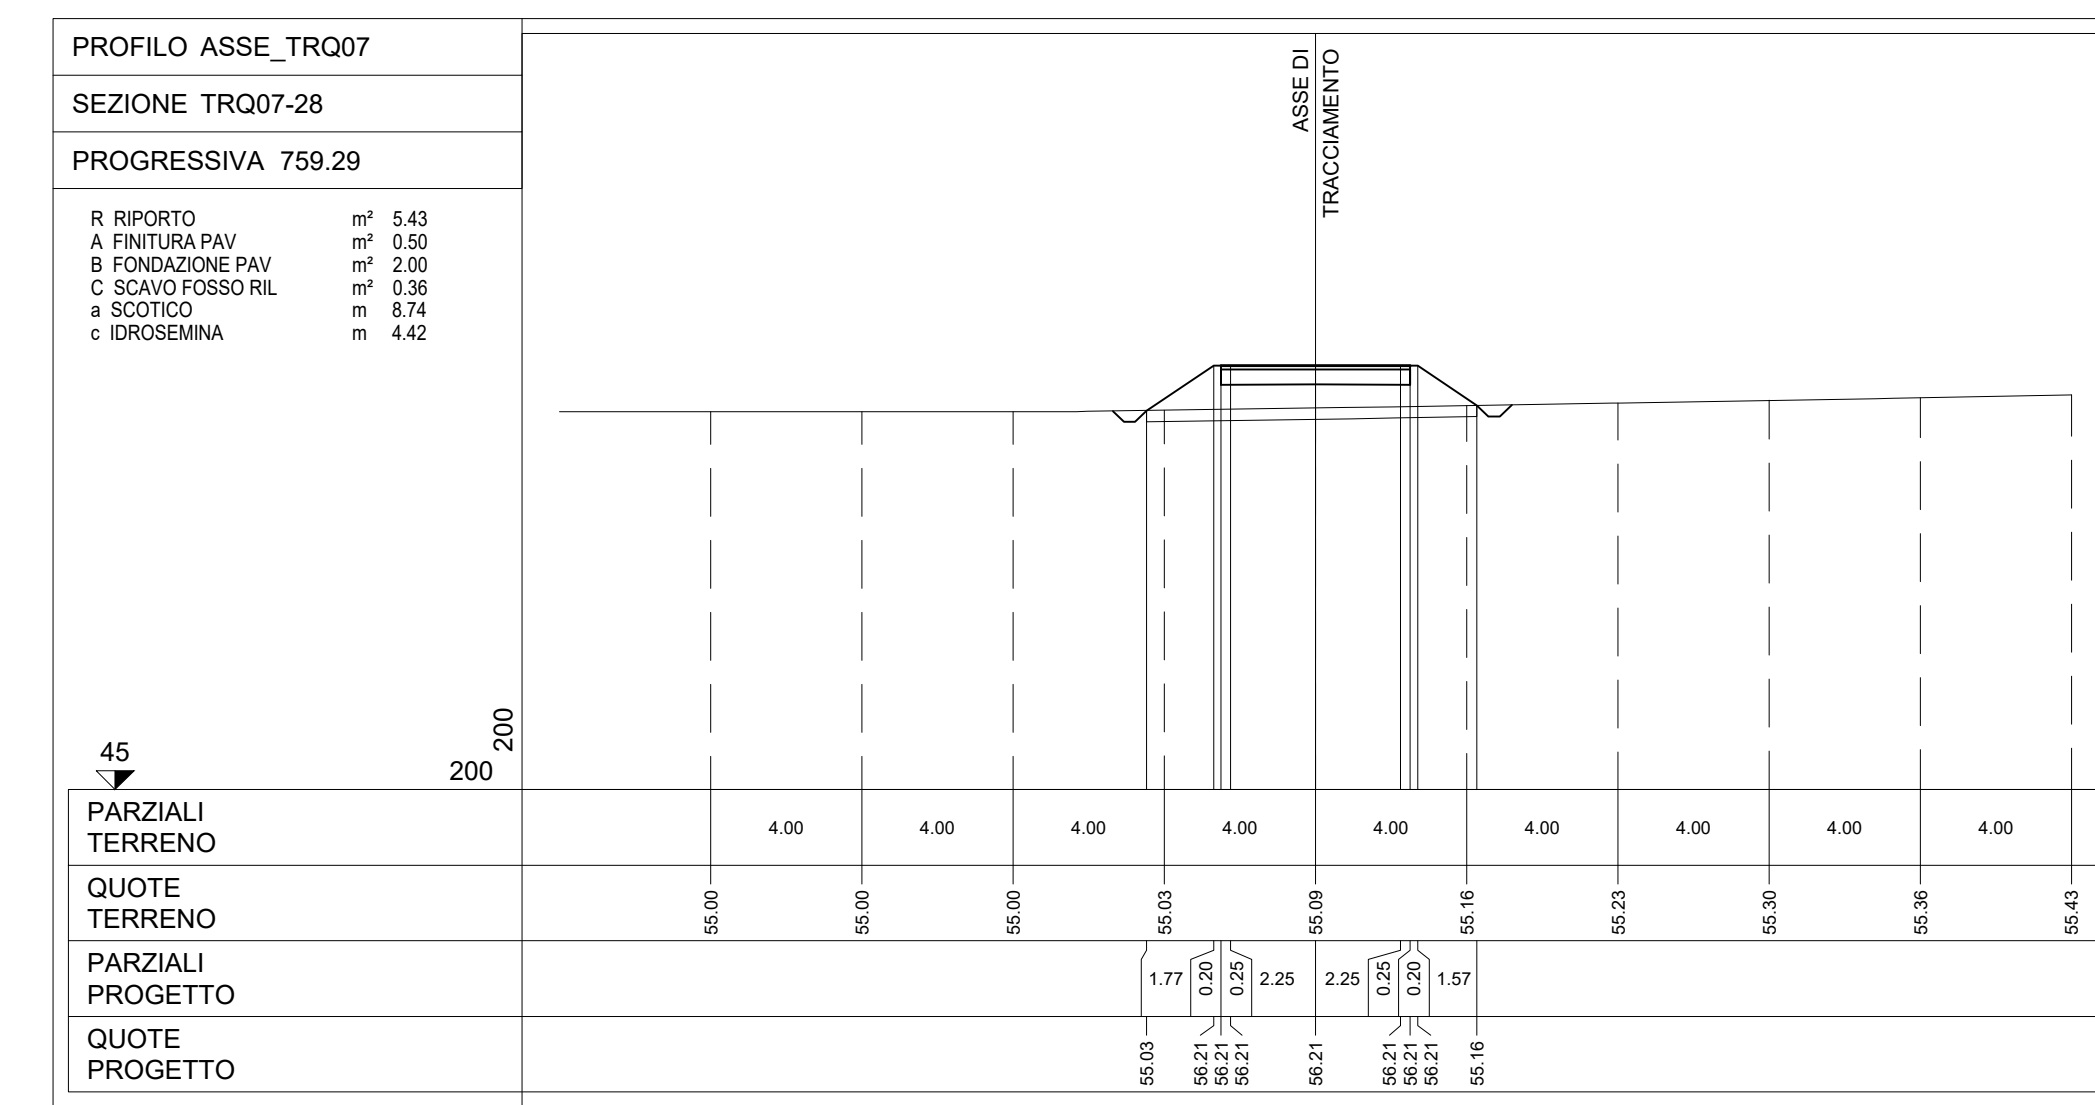 PROFILO ASSE_TRQ07
SEZIONE TRQ07-28
PROGRESSIVA 759.29
ASSE DI
TRACCIAMENTO
R RIPORTO m² 5.43
A FINITURA PAV m² 0.50
B FONDAZIONE PAV m² 2.00
C SCAVO FOSSO RIL m² 0.36
a SCOTICO m 8.74
c IDROSEMINA m 4.42
45
200
200
PARZIALI
TERRENO
4.00 4.00 4.00 4.00 4.00 4.00 4.00 4.00 4.00
QUOTE
TERRENO
55.00 55.00 55.00 55.03 55.09 55.16 55.23 55.30 55.36 55.43
PARZIALI
PROGETTO
1.77 0.20 0.25 2.25 2.25 0.25 0.20 1.57
QUOTE
PROGETTO
55.03 56.21 56.21 56.21 56.21 56.21 56.21 56.21 55.16